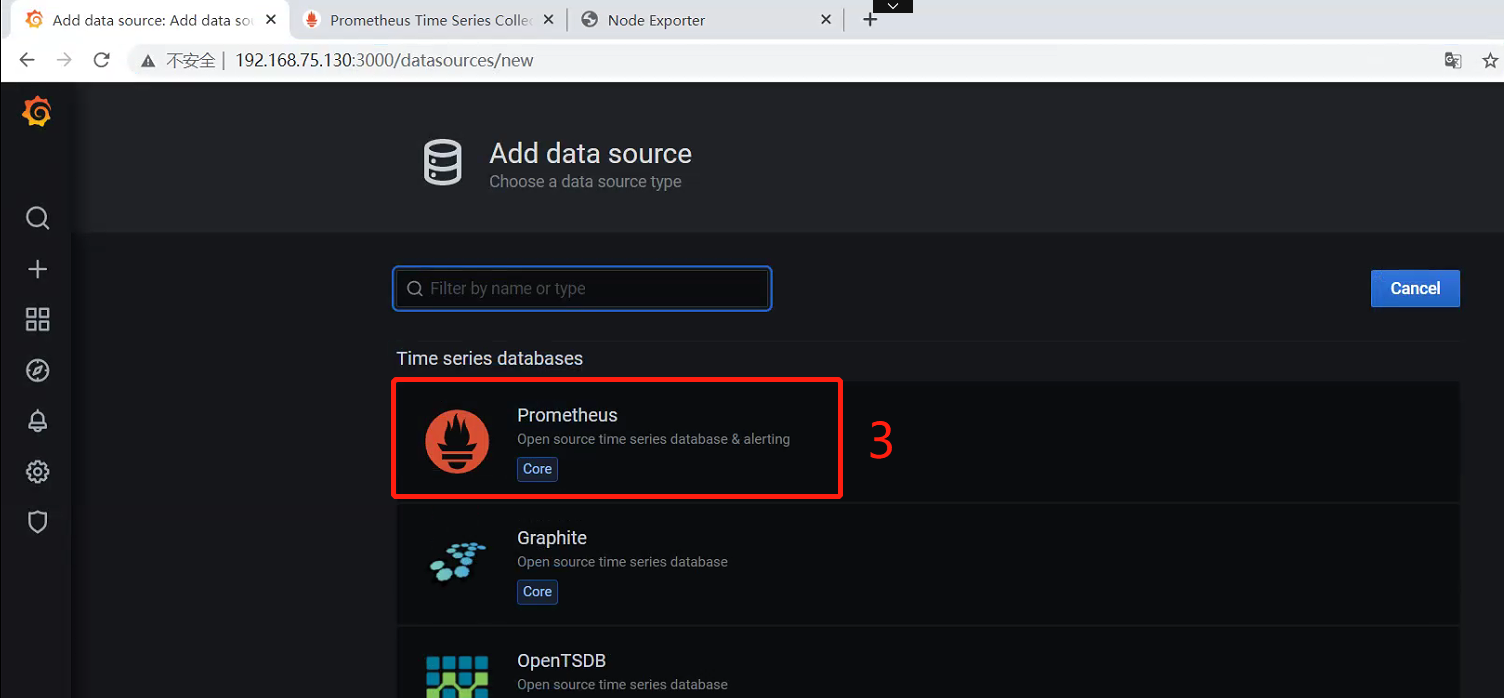 Add data source: Add data so
Prometheus Time Series Collec
Node Exporter
不安全 | 192.168.75.130:3000/datasources/new
Add data source
Choose a data source type
Filter by name or type
Cancel
Time series databases
Prometheus
Open source time series database & alerting
Core
3
Graphite
Open source time series database
Core
OpenTSDB
Open source time series database